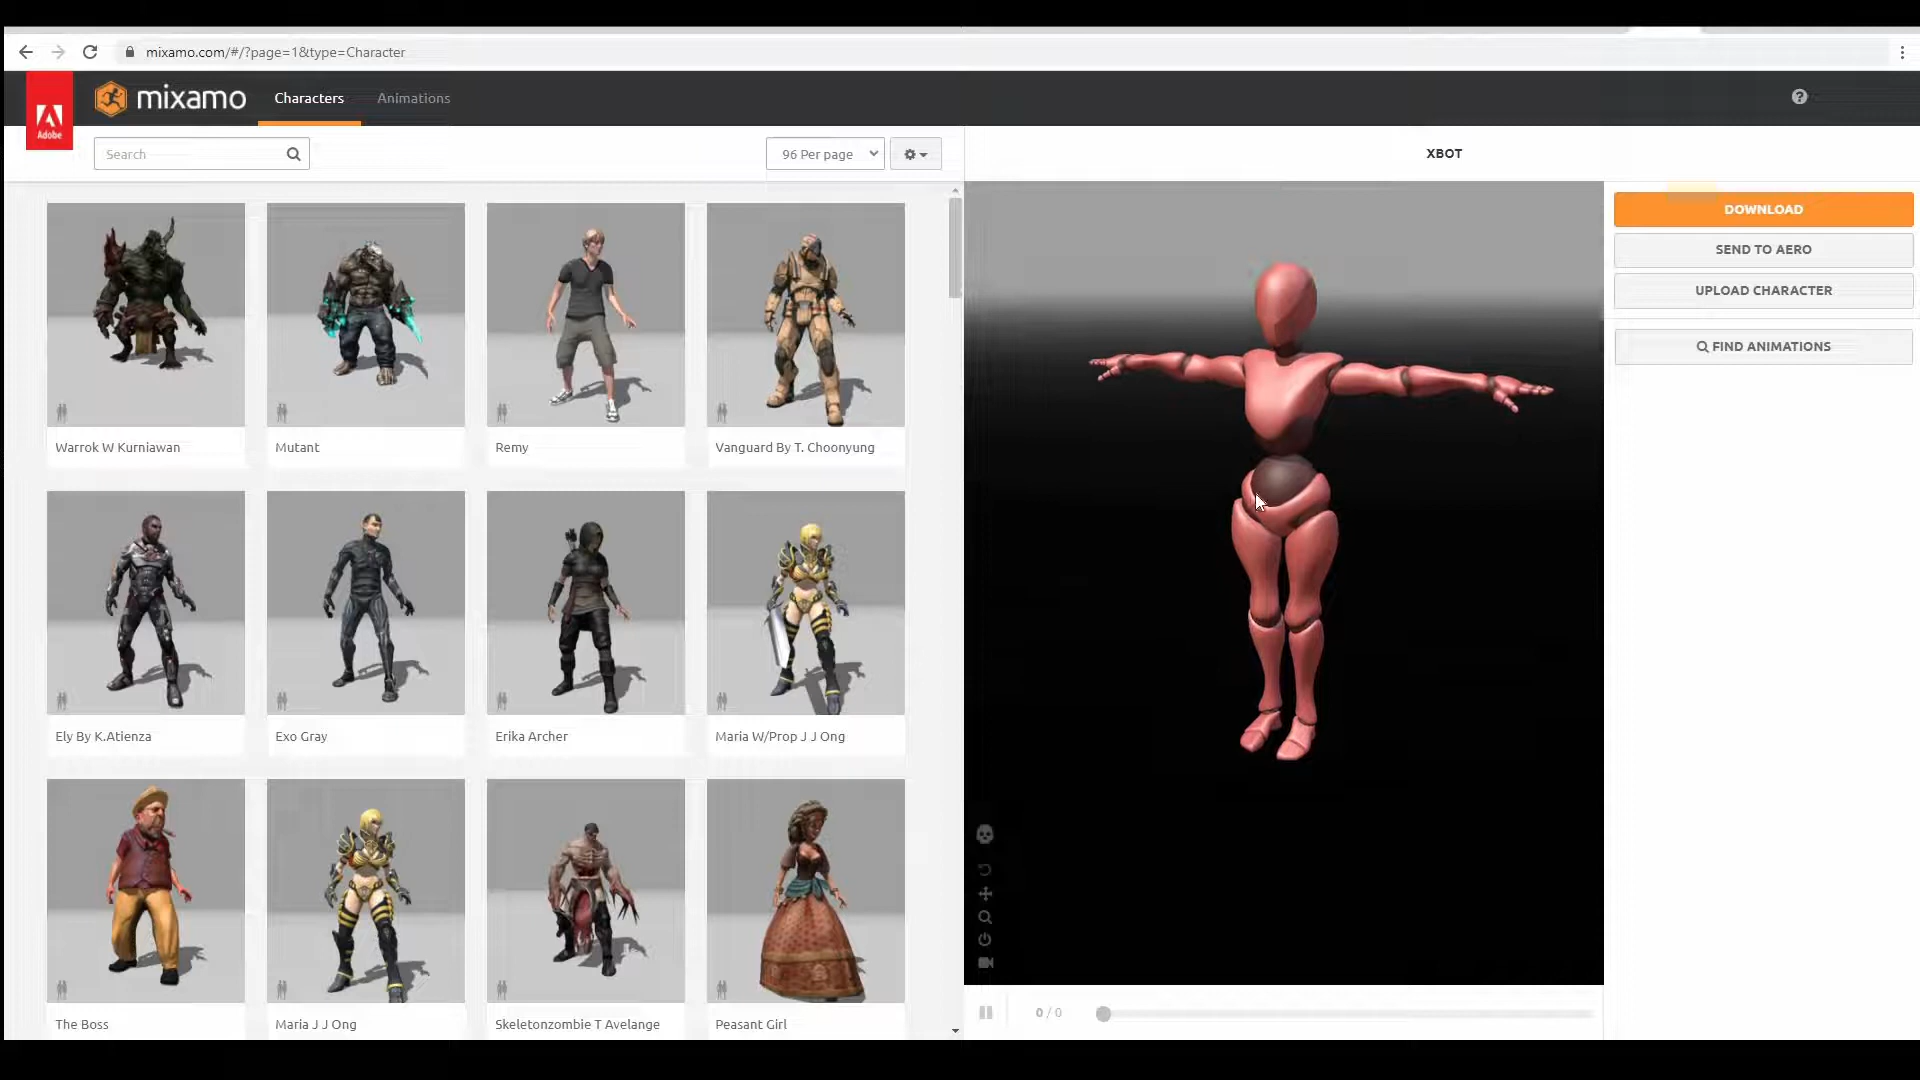 mixamo.com/#/?page=1&type=Character
Adobe
mixamo
Characters
Animations
Search
96 Per page
XBOT
DOWNLOAD
SEND TO AERO
UPLOAD CHARACTER
FIND ANIMATIONS
Warrok W Kurniawan
Mutant
Remy
Vanguard By T. Choonyung
Ely By K.Atienza
Exo Gray
Erika Archer
Maria W/Prop J J Ong
The Boss
Maria J J Ong
Skeletonzombie T Avelange
Peasant Girl
0 / 0